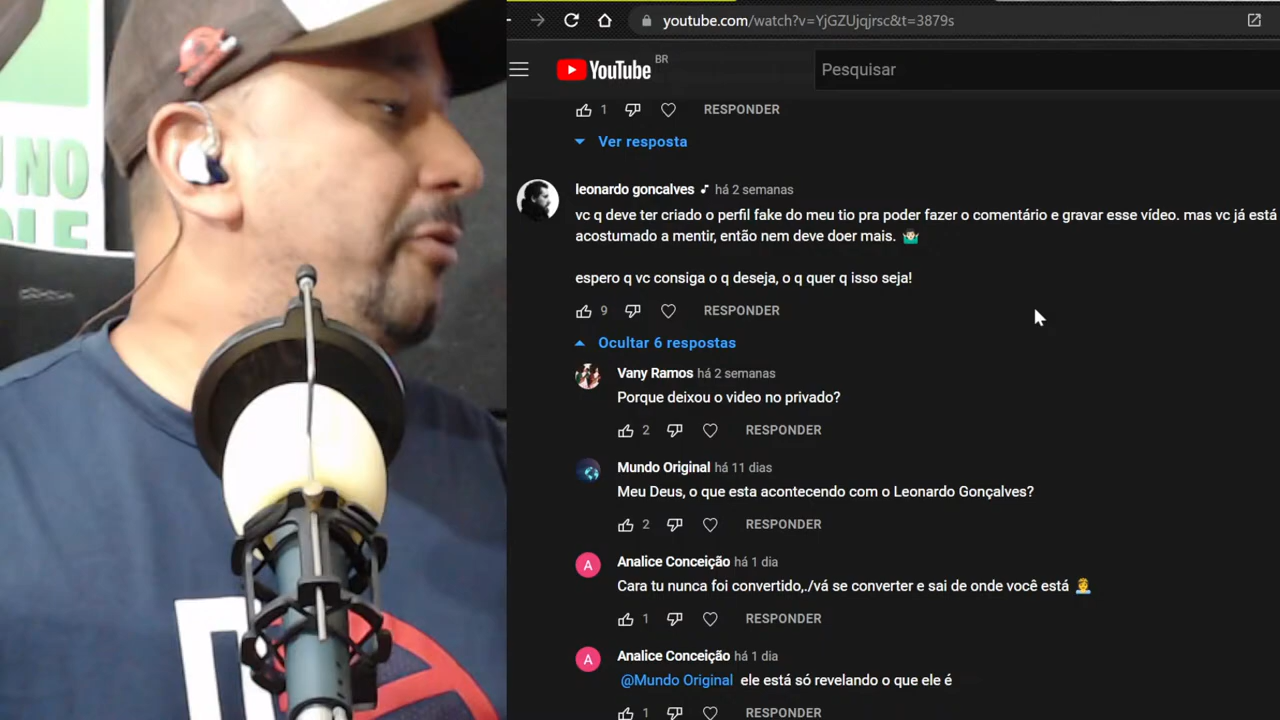 youtube.com/watch?v=YjGZUjqjrsc&t=3879s
YouTube BR
Pesquisar
1 RESPONDER
Ver resposta
leonardo goncalves há 2 semanas
vc q deve ter criado o perfil fake do meu tio pra poder fazer o comentário e gravar esse vídeo. mas vc já está
acostumado a mentir, então nem deve doer mais. 🤷🏻‍♂️
espero q vc consiga o q deseja, o q quer q isso seja!
9 RESPONDER
Ocultar 6 respostas
Vany Ramos há 2 semanas
Porque deixou o video no privado?
2 RESPONDER
Mundo Original há 11 dias
Meu Deus, o que esta acontecendo com o Leonardo Gonçalves?
2 RESPONDER
A Analice Conceição há 1 dia
Cara tu nunca foi convertido,./vá se converter e sai de onde você está 💆
1 RESPONDER
A Analice Conceição há 1 dia
@Mundo Original ele está só revelando o que ele é
1 RESPONDER
NO